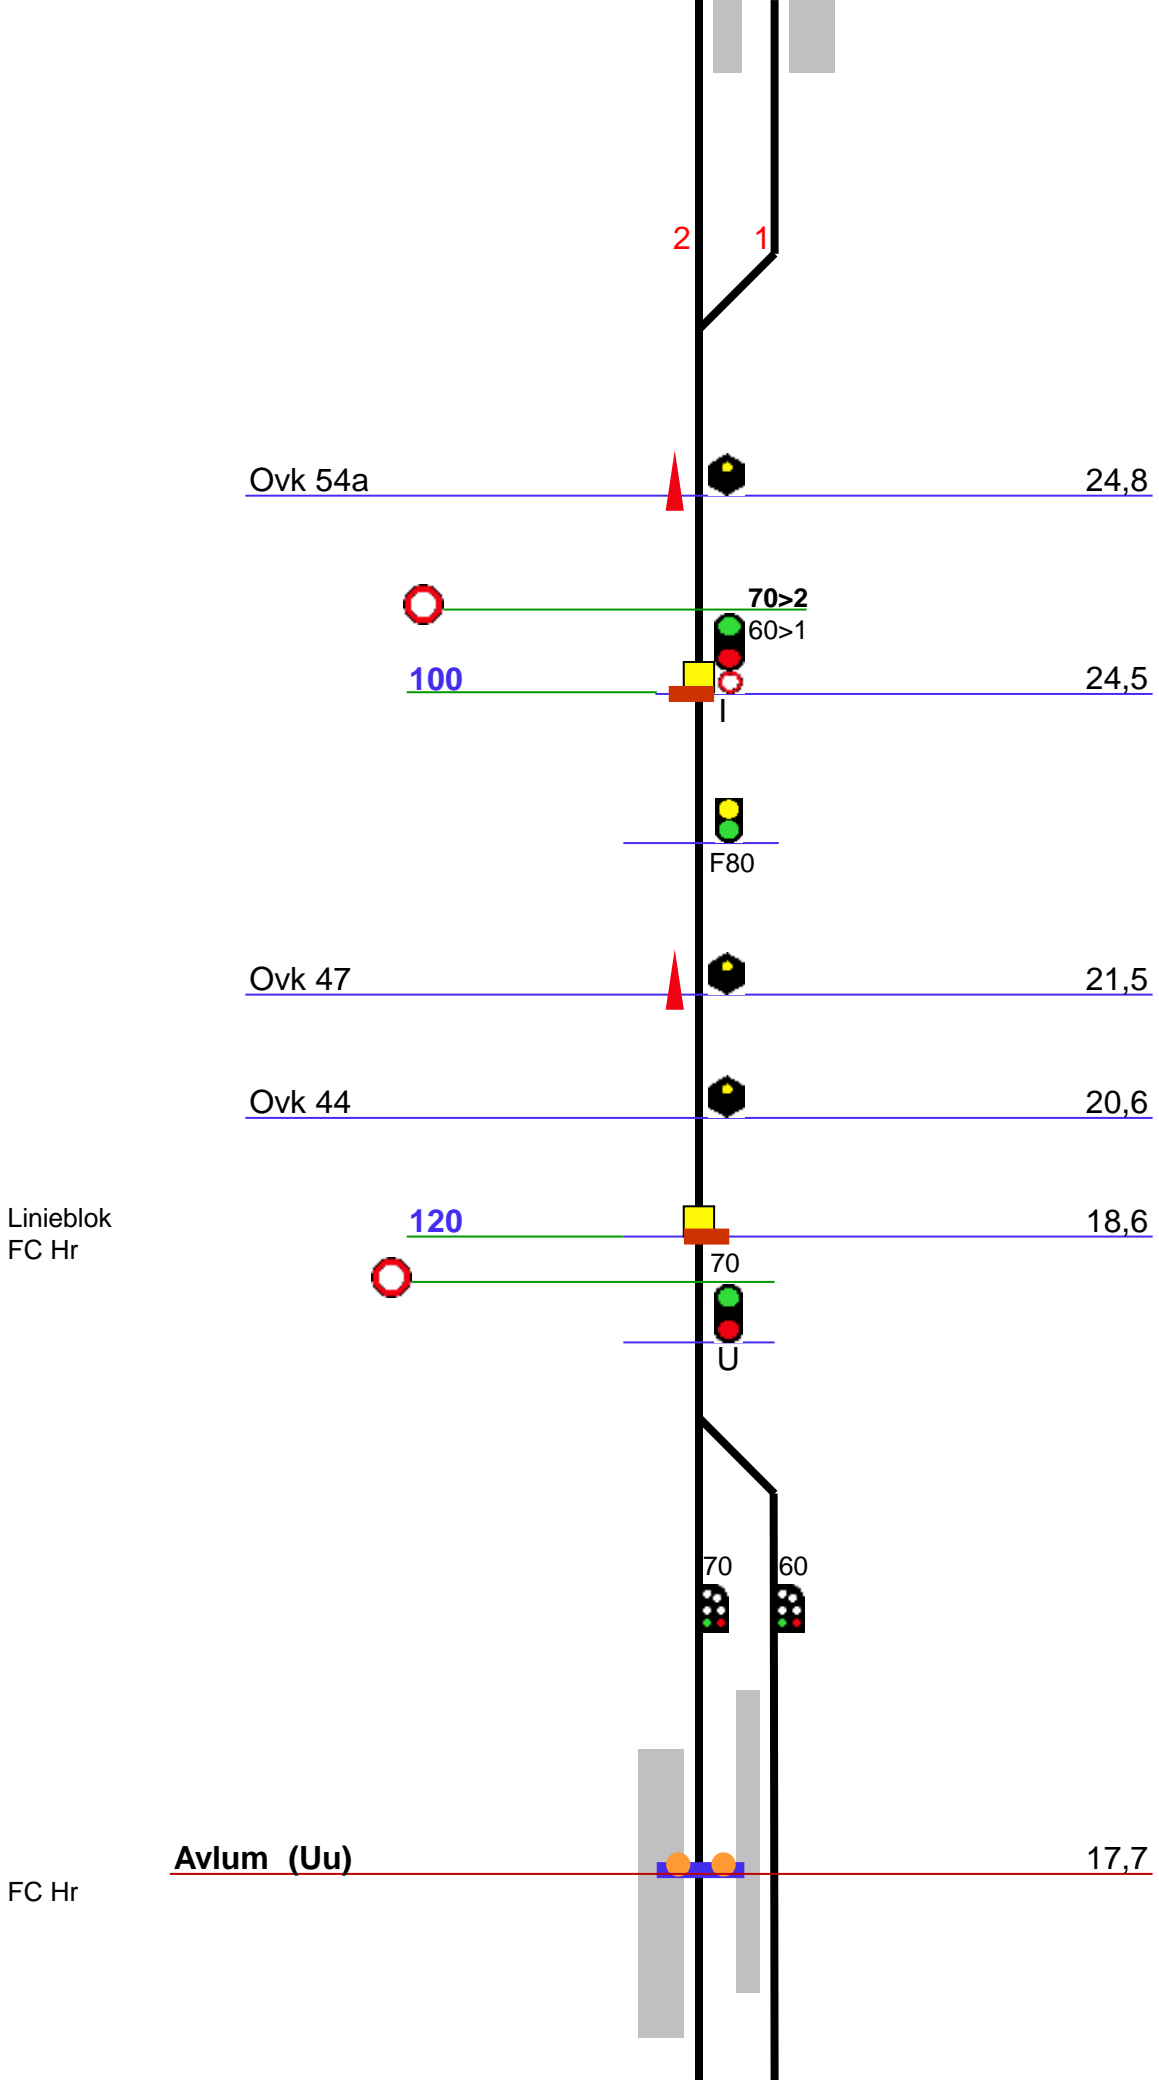 2 1
Ovk 54a 24,8
70>2
60>1
100 24,5
I
F80
Ovk 47 21,5
Ovk 44 20,6
Linieblok
FC Hr
120 18,6
70
U
70 60
Avlum (Uu) 17,7
FC Hr